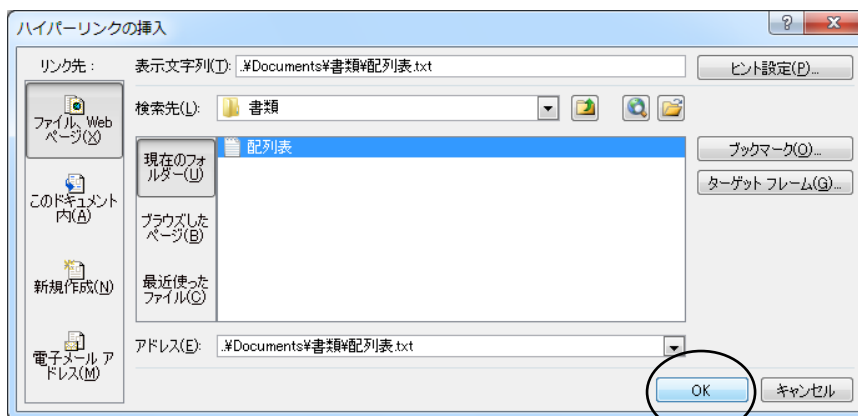 ハイパーリンクの挿入
リンク先：
表示文字列(T): .¥Documents¥書類¥配列表.txt
ヒント設定(P)...
ファイル、Web
ページ(X)
検索先(L):
書類
現在のフォ
ルダー(U)
配列表
ブックマーク(O)...
ターゲット フレーム(G)...
このドキュメント
内(A)
ブラウズした
ページ(B)
新規作成(N)
最近使った
ファイル(C)
電子メール ア
ドレス(M)
アドレス(E):
.¥Documents¥書類¥配列表.txt
OK
キャンセル